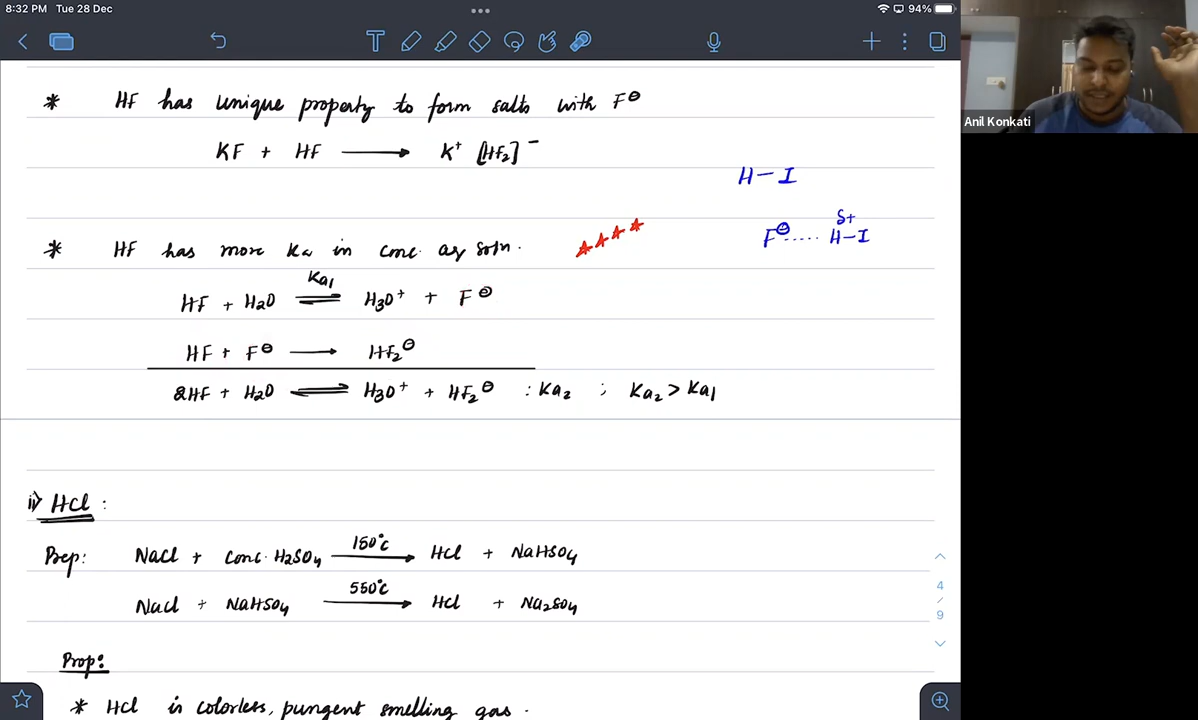 8:32 PM Tue 28 Dec
94%
Anil Konkati
* HF has unique property to form salts with F⊖
KF + HF ⟶ K⁺ [HF₂]⁻
H–I
δ+
F⊖ ..... H–I
* HF has more Ka in conc. aq soln.
Ka₁
HF + H₂O ⇌ H₃O⁺ + F⊖
HF + F⊖ ⟶ HF₂⊖
2HF + H₂O ⇌ H₃O⁺ + HF₂⊖ : Ka₂ ; Ka₂ > Ka₁
ii) HCl :
150°C
Prep: NaCl + Conc. H₂SO₄ ⟶ HCl + NaHSO₄
550°C
NaCl + NaHSO₄ ⟶ HCl + Na₂SO₄
4
/
9
Prop:
* HCl is colorless, pungent smelling gas.